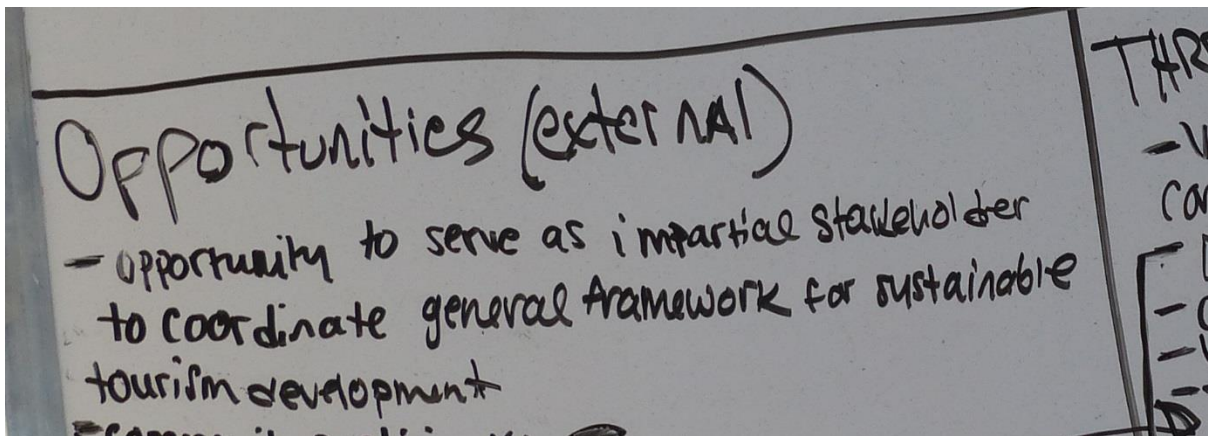 Opportunities (external)
- opportunity to serve as impartial stakeholder
to coordinate general framework for sustainable
tourism development